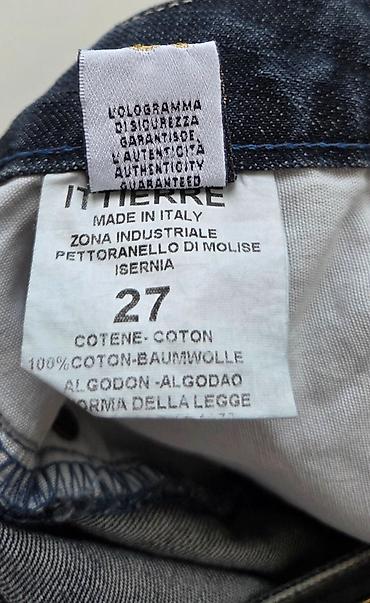 L'OLOGRAMMA
DI SICUREZZA
GARANTISCE
L'AUTENTICITÀ
AUTHENTICITY
GUARANTEED
ITTIERRE
MADE IN ITALY
ZONA INDUSTRIALE
PETTORANELLO DI MOLISE
ISERNIA
27
COTENE- COTON
100%COTON-BAUMWOLLE
ALGODON -ALGODAO
ORMA DELLA LEGGE